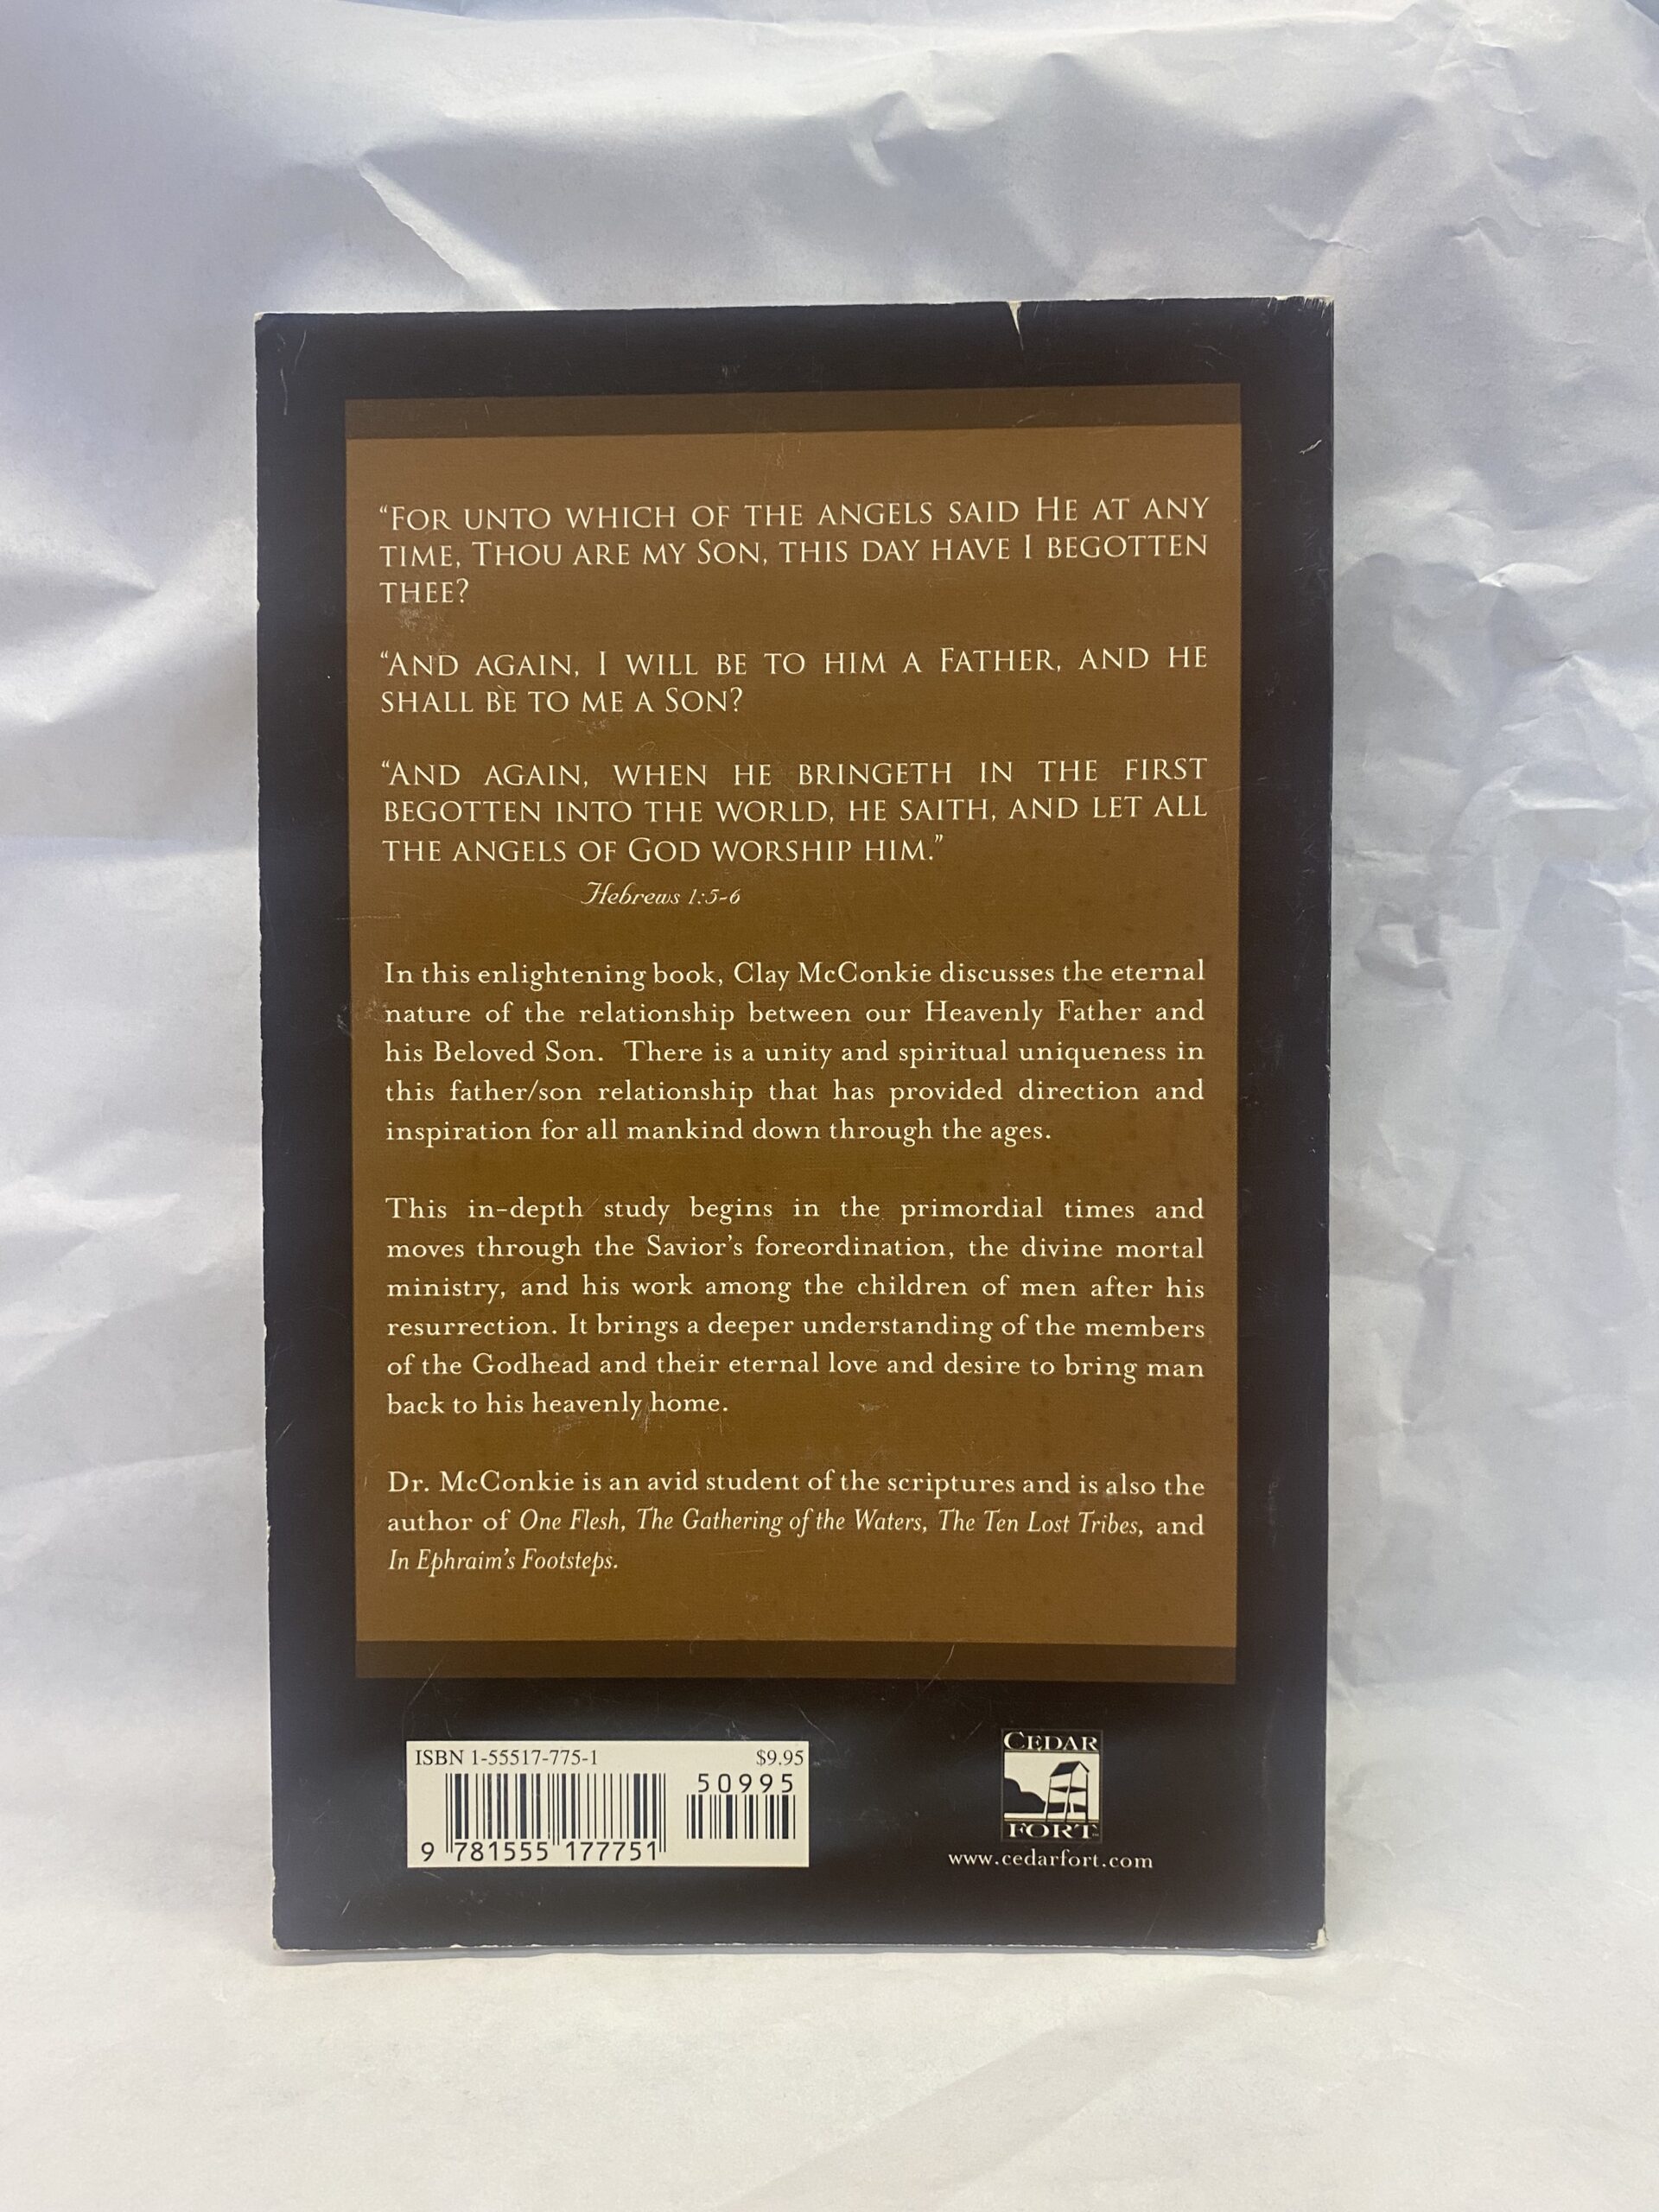 “FOR UNTO WHICH OF THE ANGELS SAID HE AT ANY
TIME, THOU ARE MY SON, THIS DAY HAVE I BEGOTTEN
THEE?
“AND AGAIN, I WILL BE TO HIM A FATHER, AND HE
SHALL BE TO ME A SON?
“AND AGAIN, WHEN HE BRINGETH IN THE FIRST
BEGOTTEN INTO THE WORLD, HE SAITH, AND LET ALL
THE ANGELS OF GOD WORSHIP HIM.”
Hebrews 1:5-6
In this enlightening book, Clay McConkie discusses the eternal
nature of the relationship between our Heavenly Father and
his Beloved Son. There is a unity and spiritual uniqueness in
this father/son relationship that has provided direction and
inspiration for all mankind down through the ages.
This in-depth study begins in the primordial times and
moves through the Savior’s foreordination, the divine mortal
ministry, and his work among the children of men after his
resurrection. It brings a deeper understanding of the members
of the Godhead and their eternal love and desire to bring man
back to his heavenly home.
Dr. McConkie is an avid student of the scriptures and is also the
author of One Flesh, The Gathering of the Waters, The Ten Lost Tribes, and
In Ephraim’s Footsteps.
ISBN 1-55517-775-1 $9.95
50995
9 781555 177751
CEDAR
FORT
www.cedarfort.com